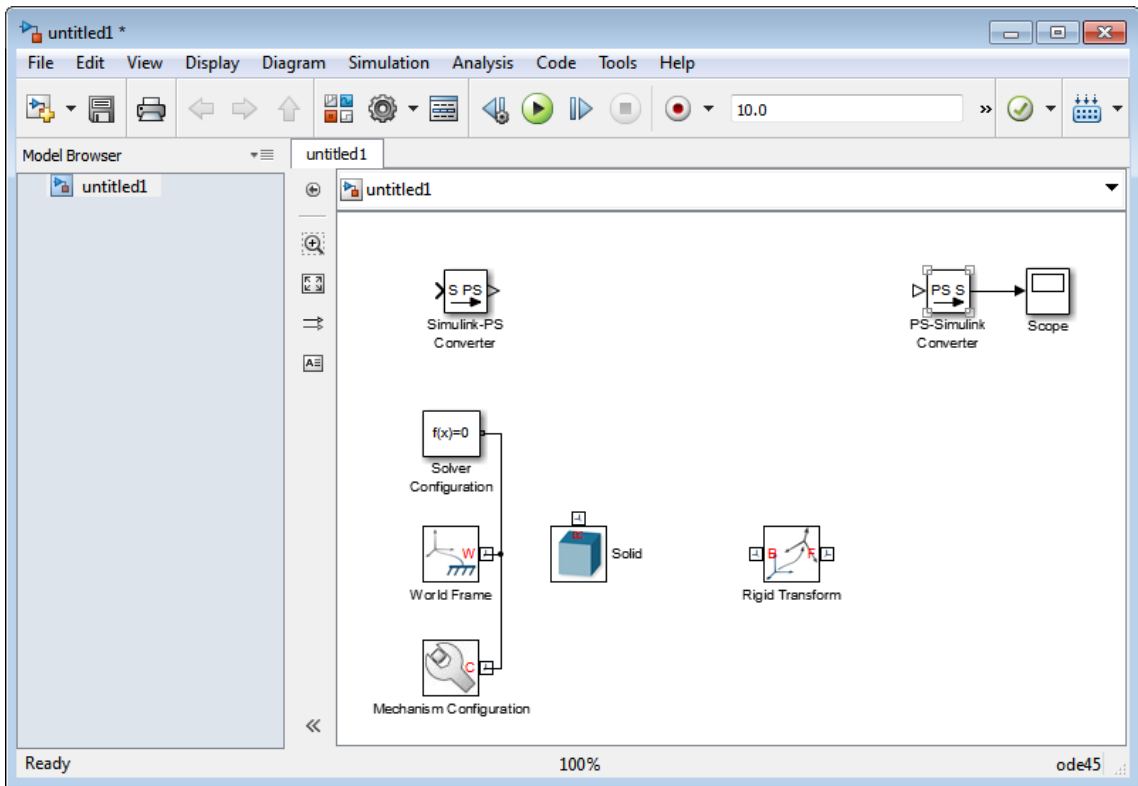 untitled1 *
File Edit View Display Diagram Simulation Analysis Code Tools Help
10.0 »
Model Browser
untitled1
untitled1
untitled1
S PS
Simulink-PS
Converter
PS S
PS-Simulink
Converter
Scope
f(x)=0
Solver
Configuration
W
World Frame
R
Solid
B F
Rigid Transform
C
Mechanism Configuration
Ready 100% ode45